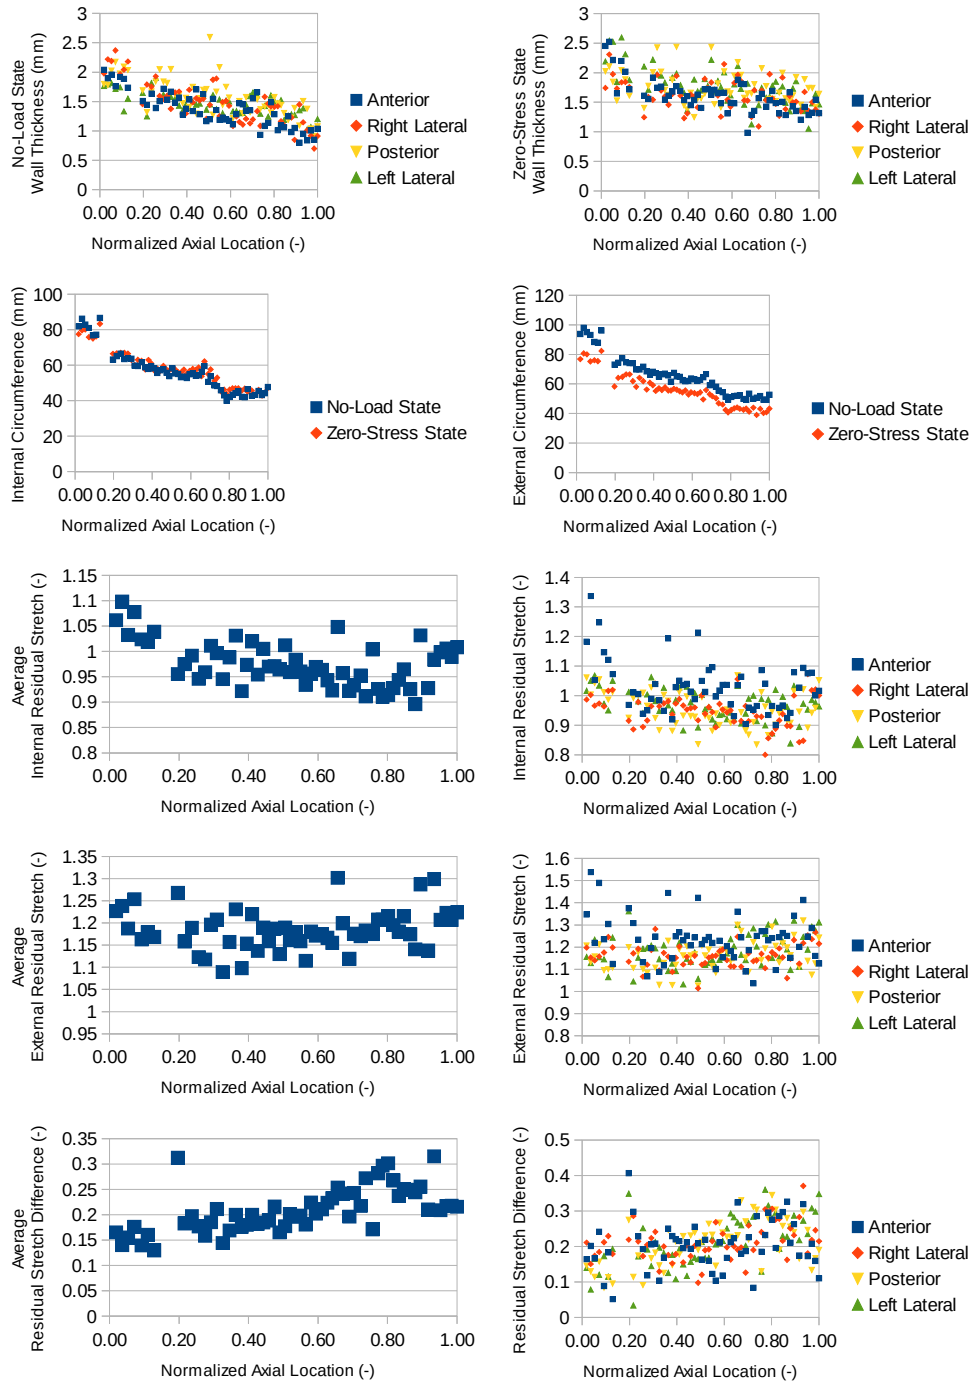 3
2.5
2
1.5
1
0.5
0
0.00 0.20 0.40 0.60 0.80 1.00
No-Load State
Wall Thickness (mm)
Normalized Axial Location (-)
Anterior
Right Lateral
Posterior
Left Lateral
3
2.5
2
1.5
1
0.5
0
0.00 0.20 0.40 0.60 0.80 1.00
Zero-Stress State
Wall Thickness (mm)
Normalized Axial Location (-)
Anterior
Right Lateral
Posterior
Left Lateral
100
80
60
40
20
0
0.00 0.20 0.40 0.60 0.80 1.00
Internal Circumference (mm)
Normalized Axial Location (-)
No-Load State
Zero-Stress State
120
100
80
60
40
20
0
0.00 0.20 0.40 0.60 0.80 1.00
External Circumference (mm)
Normalized Axial Location (-)
No-Load State
Zero-Stress State
1.15
1.1
1.05
1
0.95
0.9
0.85
0.8
0.00 0.20 0.40 0.60 0.80 1.00
Average
Internal Residual Stretch (-)
Normalized Axial Location (-)
1.4
1.3
1.2
1.1
1
0.9
0.8
0.00 0.20 0.40 0.60 0.80 1.00
Internal Residual Stretch (-)
Normalized Axial Location (-)
Anterior
Right Lateral
Posterior
Left Lateral
1.35
1.3
1.25
1.2
1.15
1.1
1.05
1
0.95
0.00 0.20 0.40 0.60 0.80 1.00
Average
External Residual Stretch (-)
Normalized Axial Location (-)
1.6
1.5
1.4
1.3
1.2
1.1
1
0.9
0.8
0.00 0.20 0.40 0.60 0.80 1.00
External Residual Stretch (-)
Normalized Axial Location (-)
Anterior
Right Lateral
Posterior
Left Lateral
0.35
0.3
0.25
0.2
0.15
0.1
0.05
0
0.00 0.20 0.40 0.60 0.80 1.00
Average
Residual Stretch Difference (-)
Normalized Axial Location (-)
0.5
0.4
0.3
0.2
0.1
0
0.00 0.20 0.40 0.60 0.80 1.00
Residual Stretch Difference (-)
Normalized Axial Location (-)
Anterior
Right Lateral
Posterior
Left Lateral